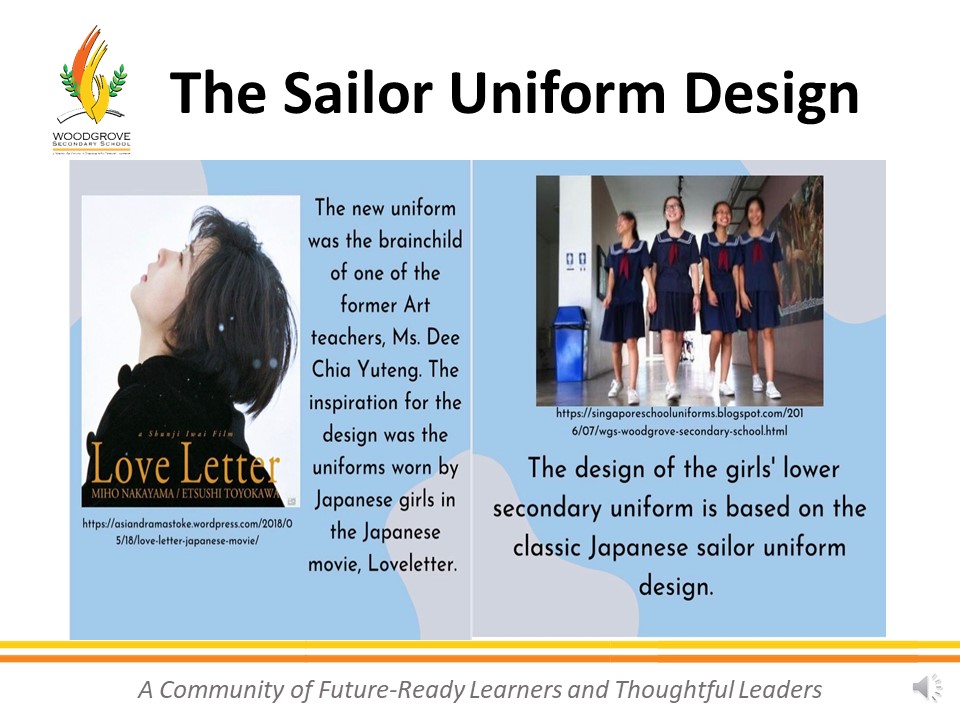 The Sailor Uniform Design
WOODGROVE
SECONDARY SCHOOL
The new uniform
was the brainchild
of one of the
former Art
teachers, Ms. Dee
Chia Yuteng. The
inspiration for the
design was the
uniforms worn by
Japanese girls in
the Japanese
movie, Loveletter.
a Shunji Iwai Film
Love Letter
MIHO NAKAYAMA / ETSUSHI TOYOKAWA
https://asiandramastoke.wordpress.com/2018/0
5/18/love-letter-japanese-movie/
https://singaporeschooluniforms.blogspot.com/201
6/07/wgs-woodgrove-secondary-school.html
The design of the girls' lower
secondary uniform is based on the
classic Japanese sailor uniform
design.
A Community of Future-Ready Learners and Thoughtful Leaders